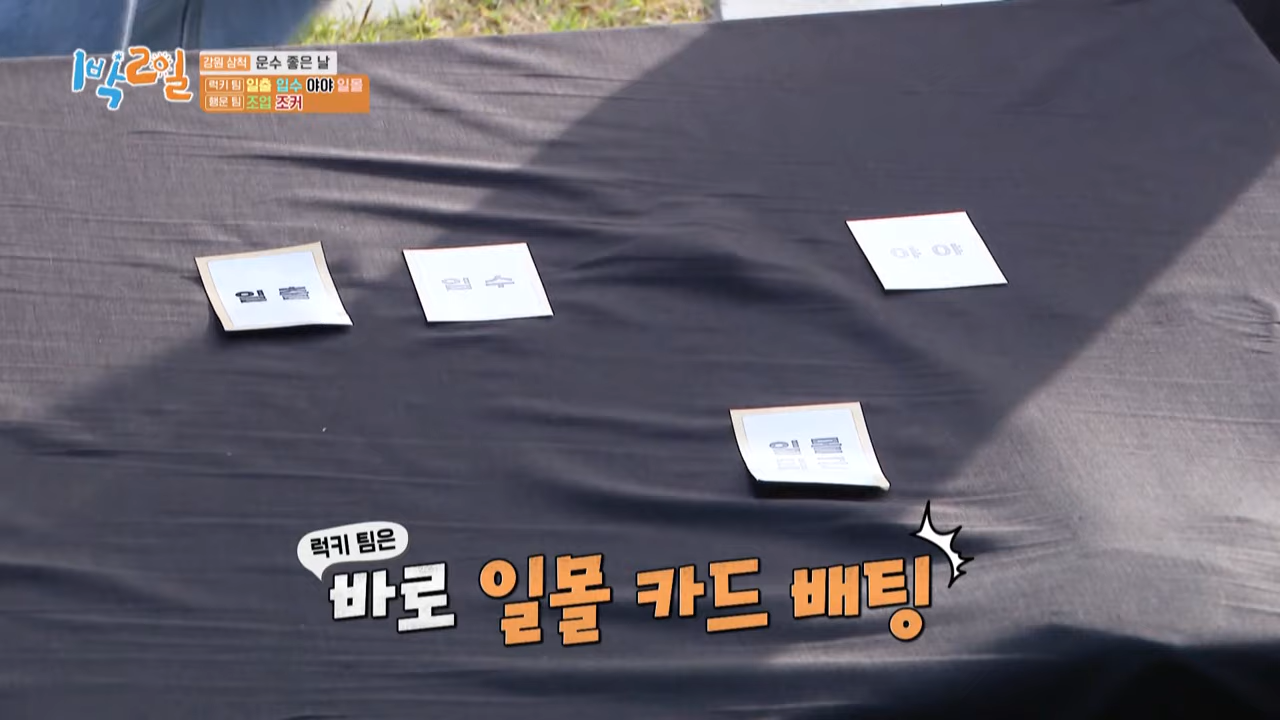 1박2일
강원 삼척 운수 좋은 날
럭키 팀 일출 입수 야야 일몰
행운 팀 조업 조커
일 출
입 수
야 야
일 몰
럭키 팀은
바로 일몰 카드 배팅